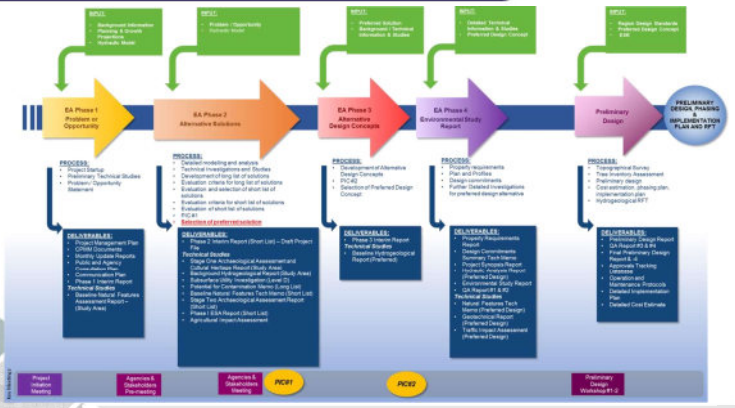 INPUT:
• Background Information
• Planning & Growth
Projections
• Hydraulic Model
INPUT:
• Problem / Opportunity
• Hydraulic Model
INPUT:
• Preferred Solution
• Background / Technical
Information & Studies
INPUT:
• Detailed Technical
Information & Studies
• Preferred Design Concept
INPUT:
• Region Design Standards
• Preferred Design Concept
• ESR
EA Phase 1
Problem or
Opportunity
EA Phase 2
Alternative Solutions
EA Phase 3
Alternative
Design Concepts
EA Phase 4
Environmental Study
Report
Preliminary
Design
PRELIMINARY
DESIGN, PHASING
&
IMPLEMENTATION
PLAN AND RFT
PROCESS:
• Project Startup
• Preliminary Technical Studies
• Problem / Opportunity
Statement
PROCESS:
• Detailed modelling and analysis
• Technical Investigations and Studies
• Development of long list of solutions
• Evaluation criteria for long list of solutions
• Evaluation and selection of short list of
solutions
• Evaluation criteria for short list of solutions
• Evaluation of short list of solutions
• PIC#1
• Selection of preferred solution
PROCESS:
• Development of Alternative
Design Concepts
• PIC#2
• Selection of Preferred Design
Concept
PROCESS:
• Property requirements
• Plan and Profiles
• Design commitments
• Further Detailed Investigations
for preferred design alternative
PROCESS:
• Topographical Survey
• Tree Inventory Assessment
• Preliminary design
• Cost estimation, phasing plan,
implementation plan
• Hydrogeological RFT
DELIVERABLES:
• Project Management Plan
• OPWM Documents
• Monthly Update Reports
• Public and Agency
Consultation Plan
• Communication Plan
• Phase 1 Interim Report
Technical Studies
• Baseline Natural Features
Assessment Report –
(Study Area)
DELIVERABLES:
• Phase 2 Interim Report (Short List) – Draft Project
File
Technical Studies
• Stage One Archaeological Assessment and
Cultural Heritage Report (Study Area)
• Background Hydrogeological Report (Study Area)
• Subsurface Utility Investigation (Level D)
• Potential for Contamination Memo (Long List)
• Baseline Natural Features Tech Memo (Short List)
• Stage Two Archaeological Assessment Report
(Short List)
• Phase I ESA Report (Short List)
• Agricultural Impact Assessment
DELIVERABLES:
• Phase 3 Interim Report
Technical Studies
• Baseline Hydrogeological
Report (Preferred)
DELIVERABLES:
• Property Requirements
Report
• Design Commitments
Summary Tech Memo
• Project Synopsis Report
• Hydraulic Analysis Report
(Preferred Design)
• Environmental Study Report
• QA Report #1 & #2
Technical Studies
• Natural Features Tech
Memo (Preferred Design)
• Geotechnical Report
(Preferred Design)
• Traffic Impact Assessment
(Preferred Design)
DELIVERABLES:
• Preliminary Design Report
• QA Report #3 & #4
• Final Preliminary Design
• Approvals Tracking
Database
• Operation and
Maintenance Protocols
• Detailed Implementation
Plan
• Detailed Cost Estimate
Project
Initiation
Meeting
Agencies &
Stakeholders
Pre-meeting
Agencies &
Stakeholders
Meeting
PIC#1
PIC#2
Preliminary
Design
Workshop #1-2